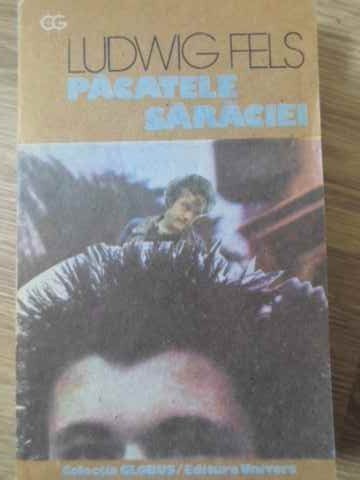 CG
LUDWIG FELS
PĂCATELE
SĂRĂCIEI
Colecția GLOBUS/Editura Univers